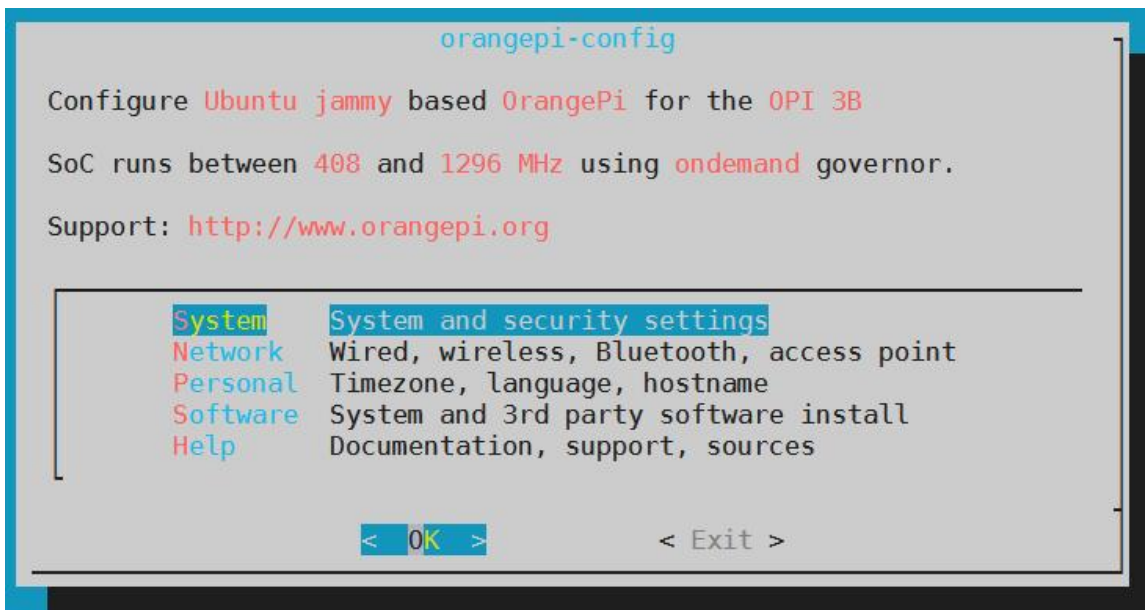 orangepi-config
Configure Ubuntu jammy based OrangePi for the OPI 3B
SoC runs between 408 and 1296 MHz using ondemand governor.
Support: http://www.orangepi.org
System System and security settings
Network Wired, wireless, Bluetooth, access point
Personal Timezone, language, hostname
Software System and 3rd party software install
Help Documentation, support, sources
< OK > < Exit >